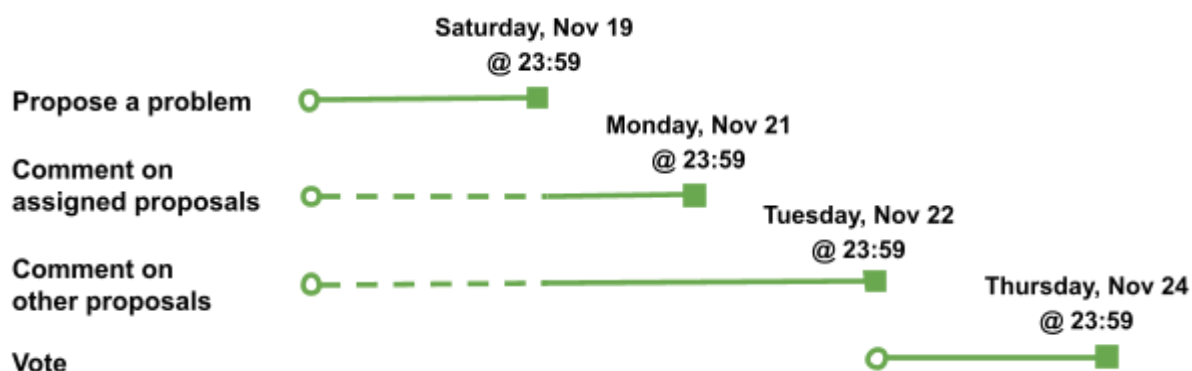 Saturday, Nov 19
@ 23:59
Propose a problem
Monday, Nov 21
@ 23:59
Comment on
assigned proposals
Tuesday, Nov 22
@ 23:59
Comment on
other proposals
Thursday, Nov 24
@ 23:59
Vote